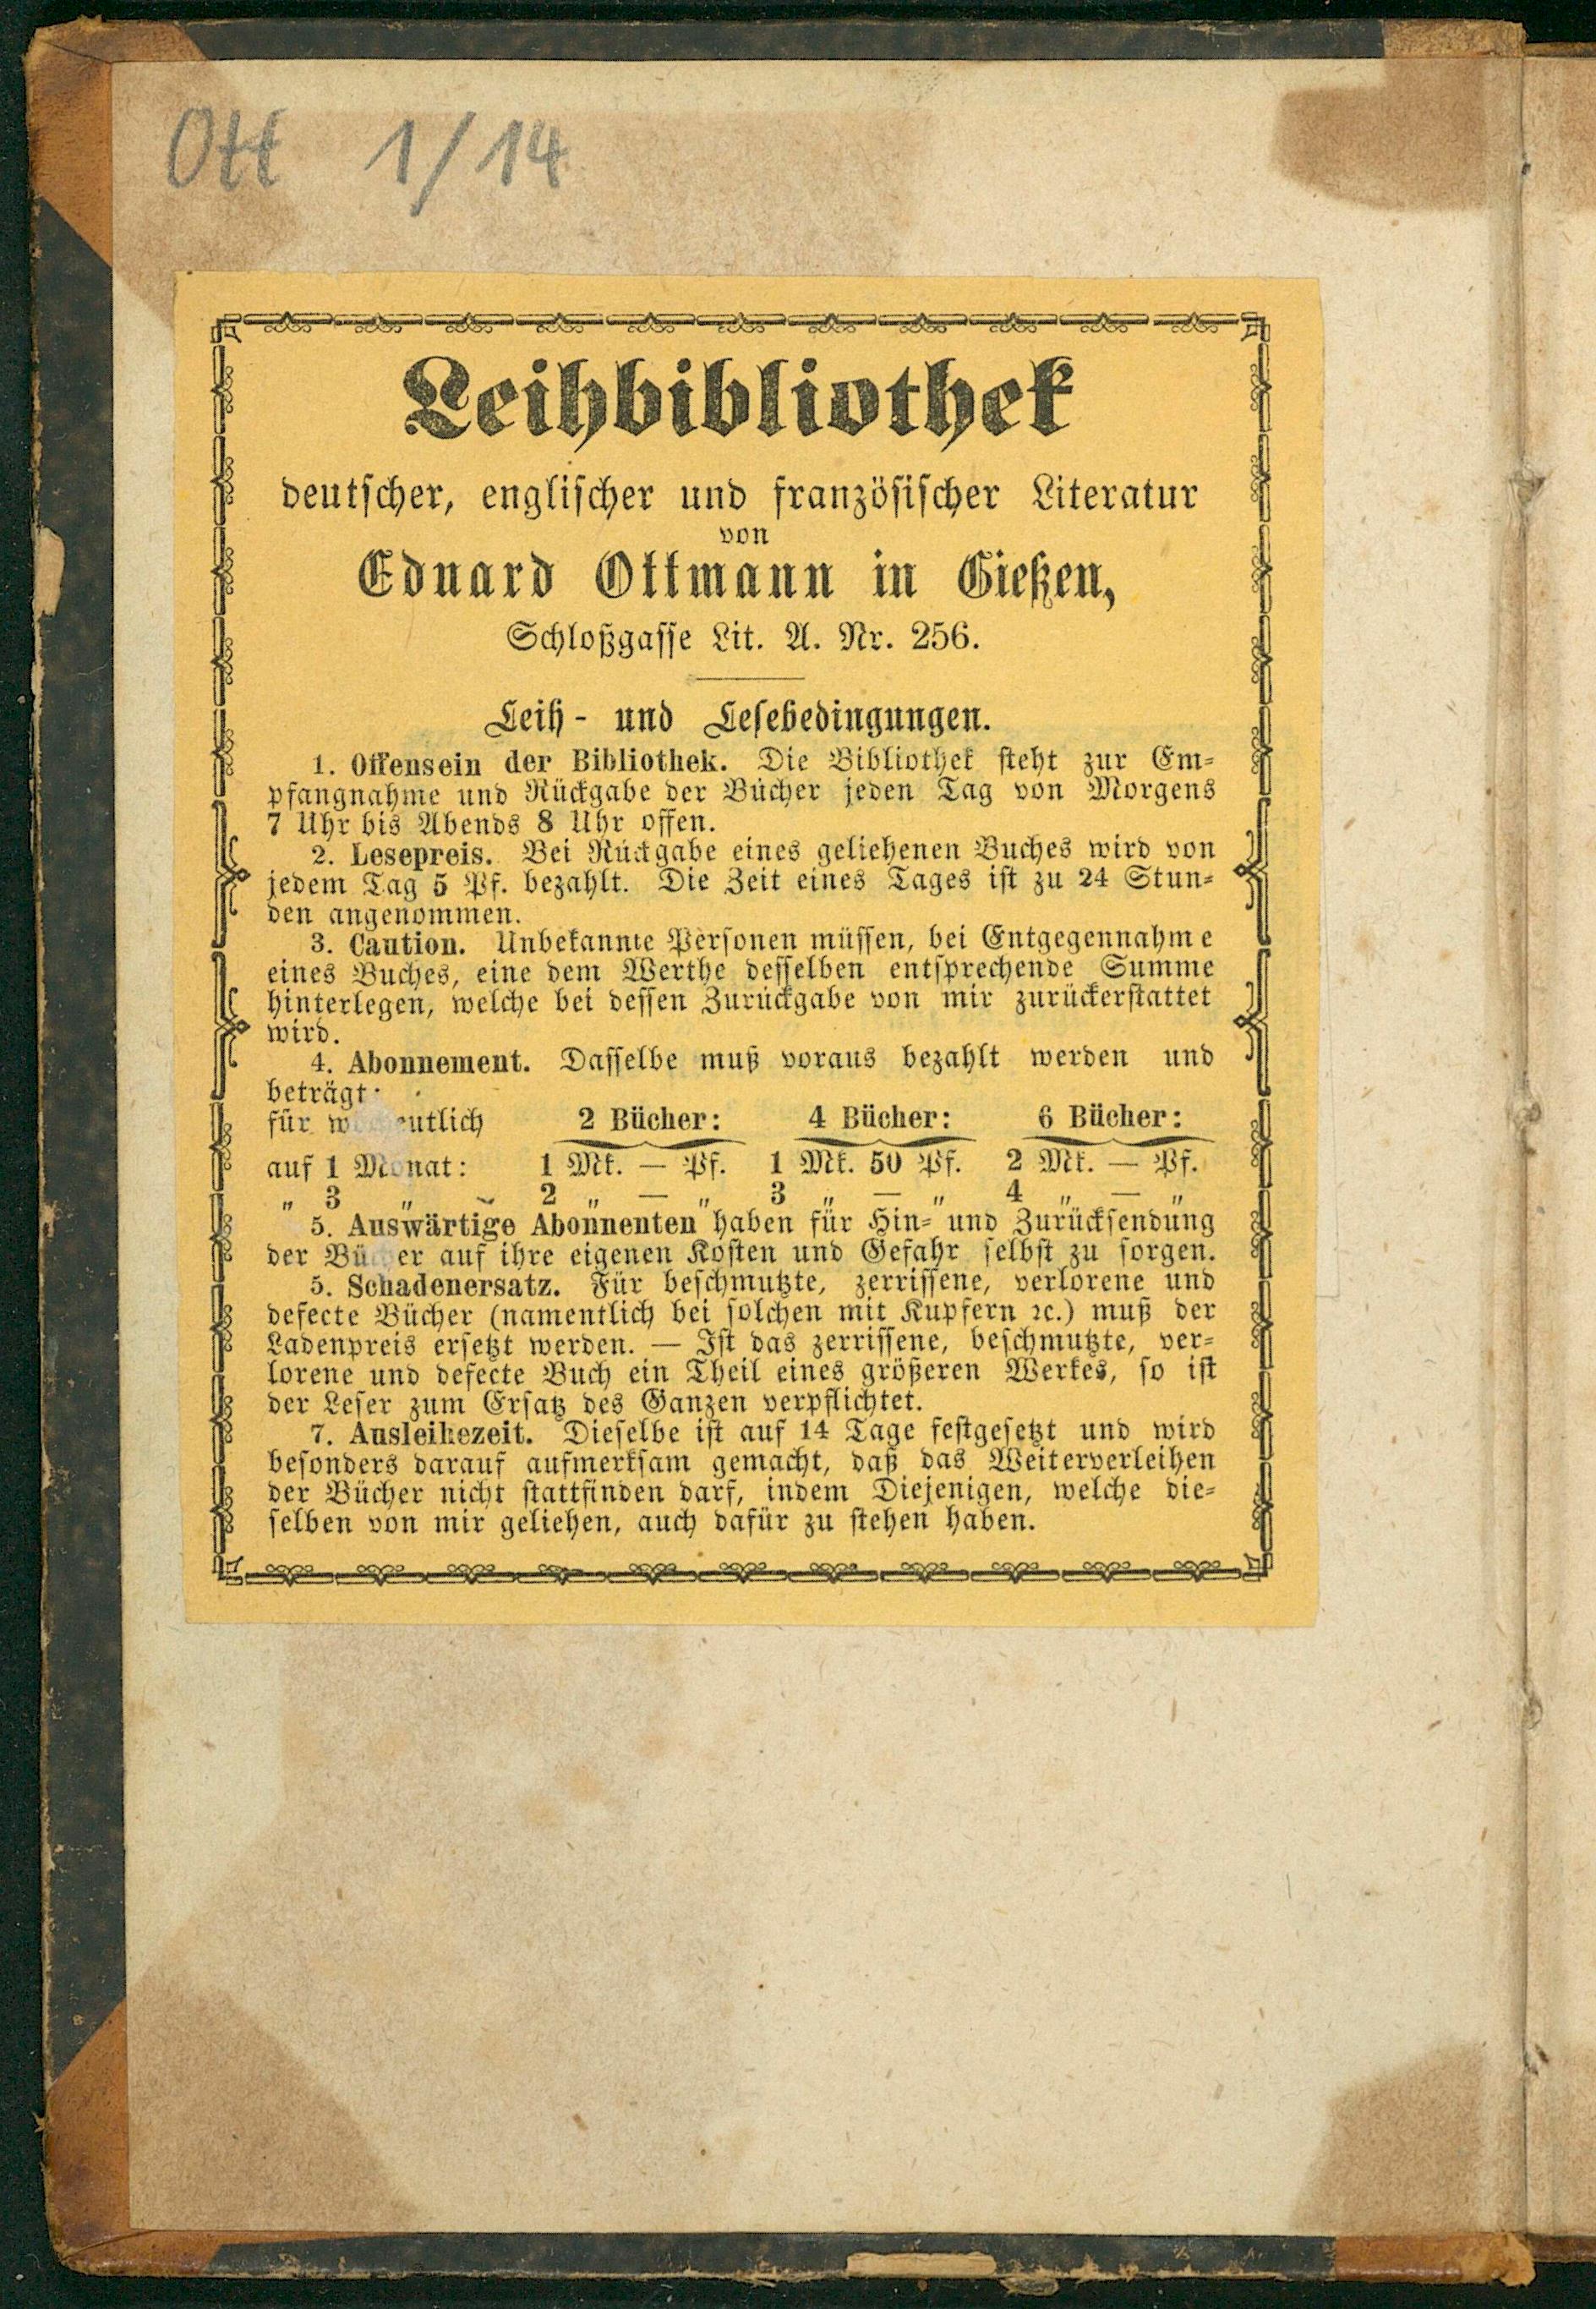 Ott 1/14
Leihbibliothek
deutscher, englischer und französischer Literatur
von
Eduard Ottmann in Gießen,
Schloßgasse Lit. A. Nr. 256.
Leih- und Lesebedingungen.
1. Offensein der Bibliothek. Die Bibliothek steht zur Em-
pfangnahme und Rückgabe der Bücher jeden Tag von Morgens
7 Uhr bis Abends 8 Uhr offen.
2. Lesepreis. Bei Rückgabe eines geliehenen Buches wird von
jedem Tag 5 Pf. bezahlt. Die Zeit eines Tages ist zu 24 Stun-
den angenommen.
3. Caution. Unbekannte Personen müssen, bei Entgegennahme
eines Buches, eine dem Werthe desselben entsprechende Summe
hinterlegen, welche bei dessen Zurückgabe von mir zurückerstattet
wird.
4. Abonnement. Dasselbe muß voraus bezahlt werden und
beträgt:
für wöchentlich 2 Bücher: 4 Bücher: 6 Bücher:
auf 1 Monat: 1 Mk. — Pf. 1 Mk. 50 Pf. 2 Mk. — Pf.
„ 3 „ 2 „ — „ 3 „ — „ 4 „ — „
5. Auswärtige Abonnenten haben für Hin- und Zurücksendung
der Bücher auf ihre eigenen Kosten und Gefahr selbst zu sorgen.
5. Schadenersatz. Für beschmutzte, zerrissene, verlorene und
defecte Bücher (namentlich bei solchen mit Kupfern ꝛc.) muß der
Ladenpreis ersetzt werden. — Ist das zerrissene, beschmutzte, ver-
lorene und defecte Buch ein Theil eines größeren Werkes, so ist
der Leser zum Ersatz des Ganzen verpflichtet.
7. Ausleihezeit. Dieselbe ist auf 14 Tage festgesetzt und wird
besonders darauf aufmerksam gemacht, daß das Weiterverleihen
der Bücher nicht stattfinden darf, indem Diejenigen, welche die-
selben von mir geliehen, auch dafür zu stehen haben.